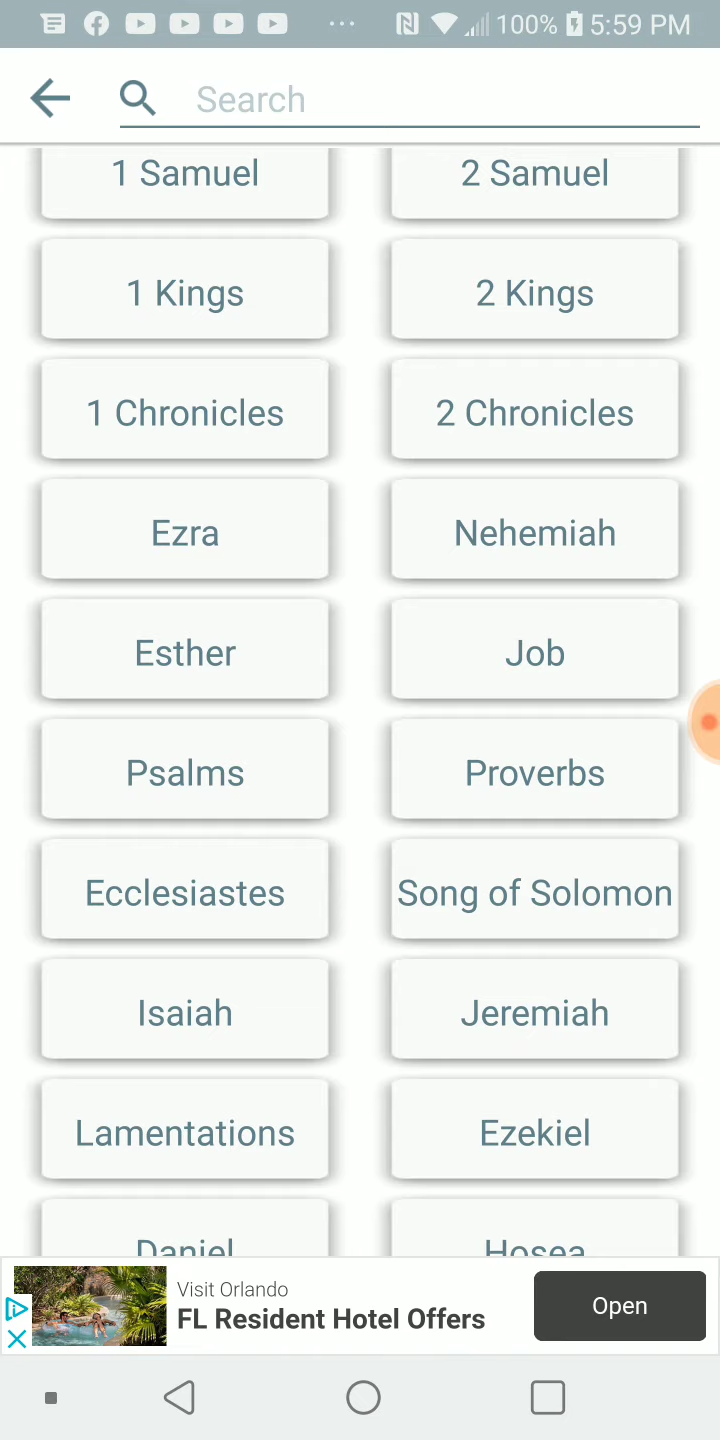 100% 5:59 PM
Search
1 Samuel 2 Samuel
1 Kings 2 Kings
1 Chronicles 2 Chronicles
Ezra Nehemiah
Esther Job
Psalms Proverbs
Ecclesiastes Song of Solomon
Isaiah Jeremiah
Lamentations Ezekiel
Daniel Hosea
Visit Orlando
FL Resident Hotel Offers
Open